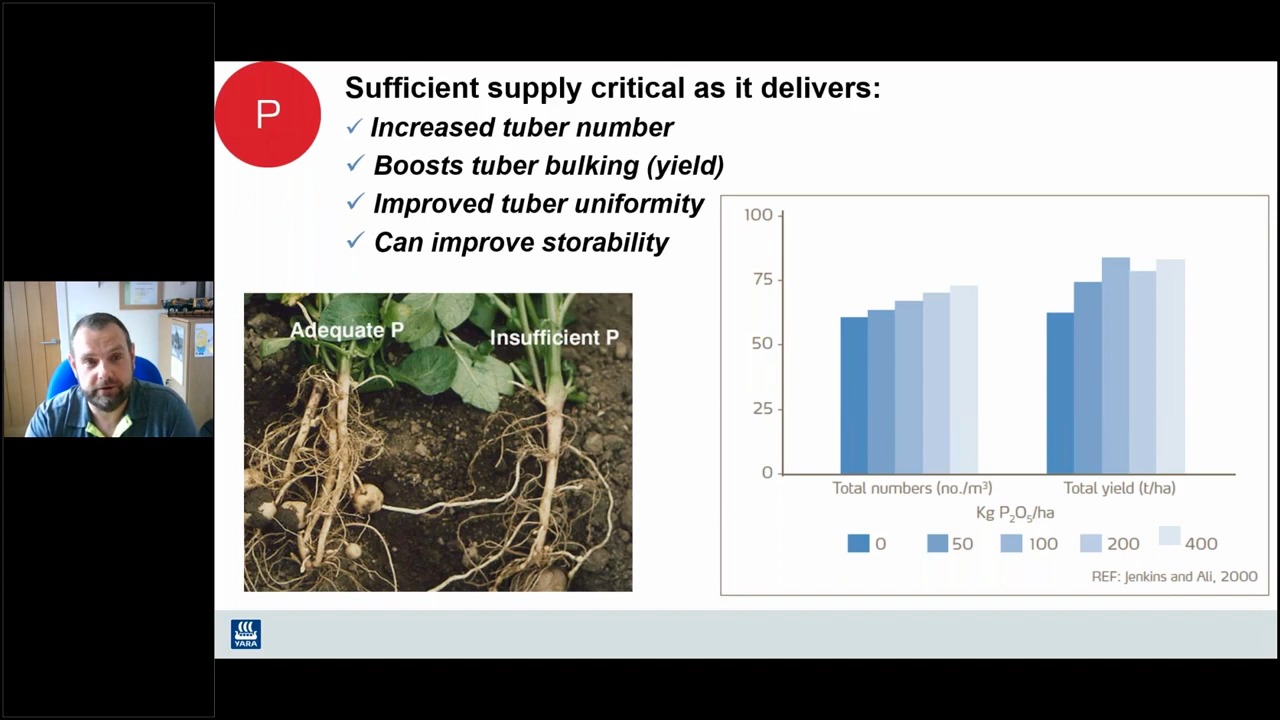 P
Sufficient supply critical as it delivers:
✓ Increased tuber number
✓ Boosts tuber bulking (yield)
✓ Improved tuber uniformity
✓ Can improve storability
Adequate P
Insufficient P
100
75
50
25
0
Total numbers (no./m³)
Total yield (t/ha)
Kg P₂O₅/ha
0
50
100
200
400
REF: Jenkins and Ali, 2000
YARA